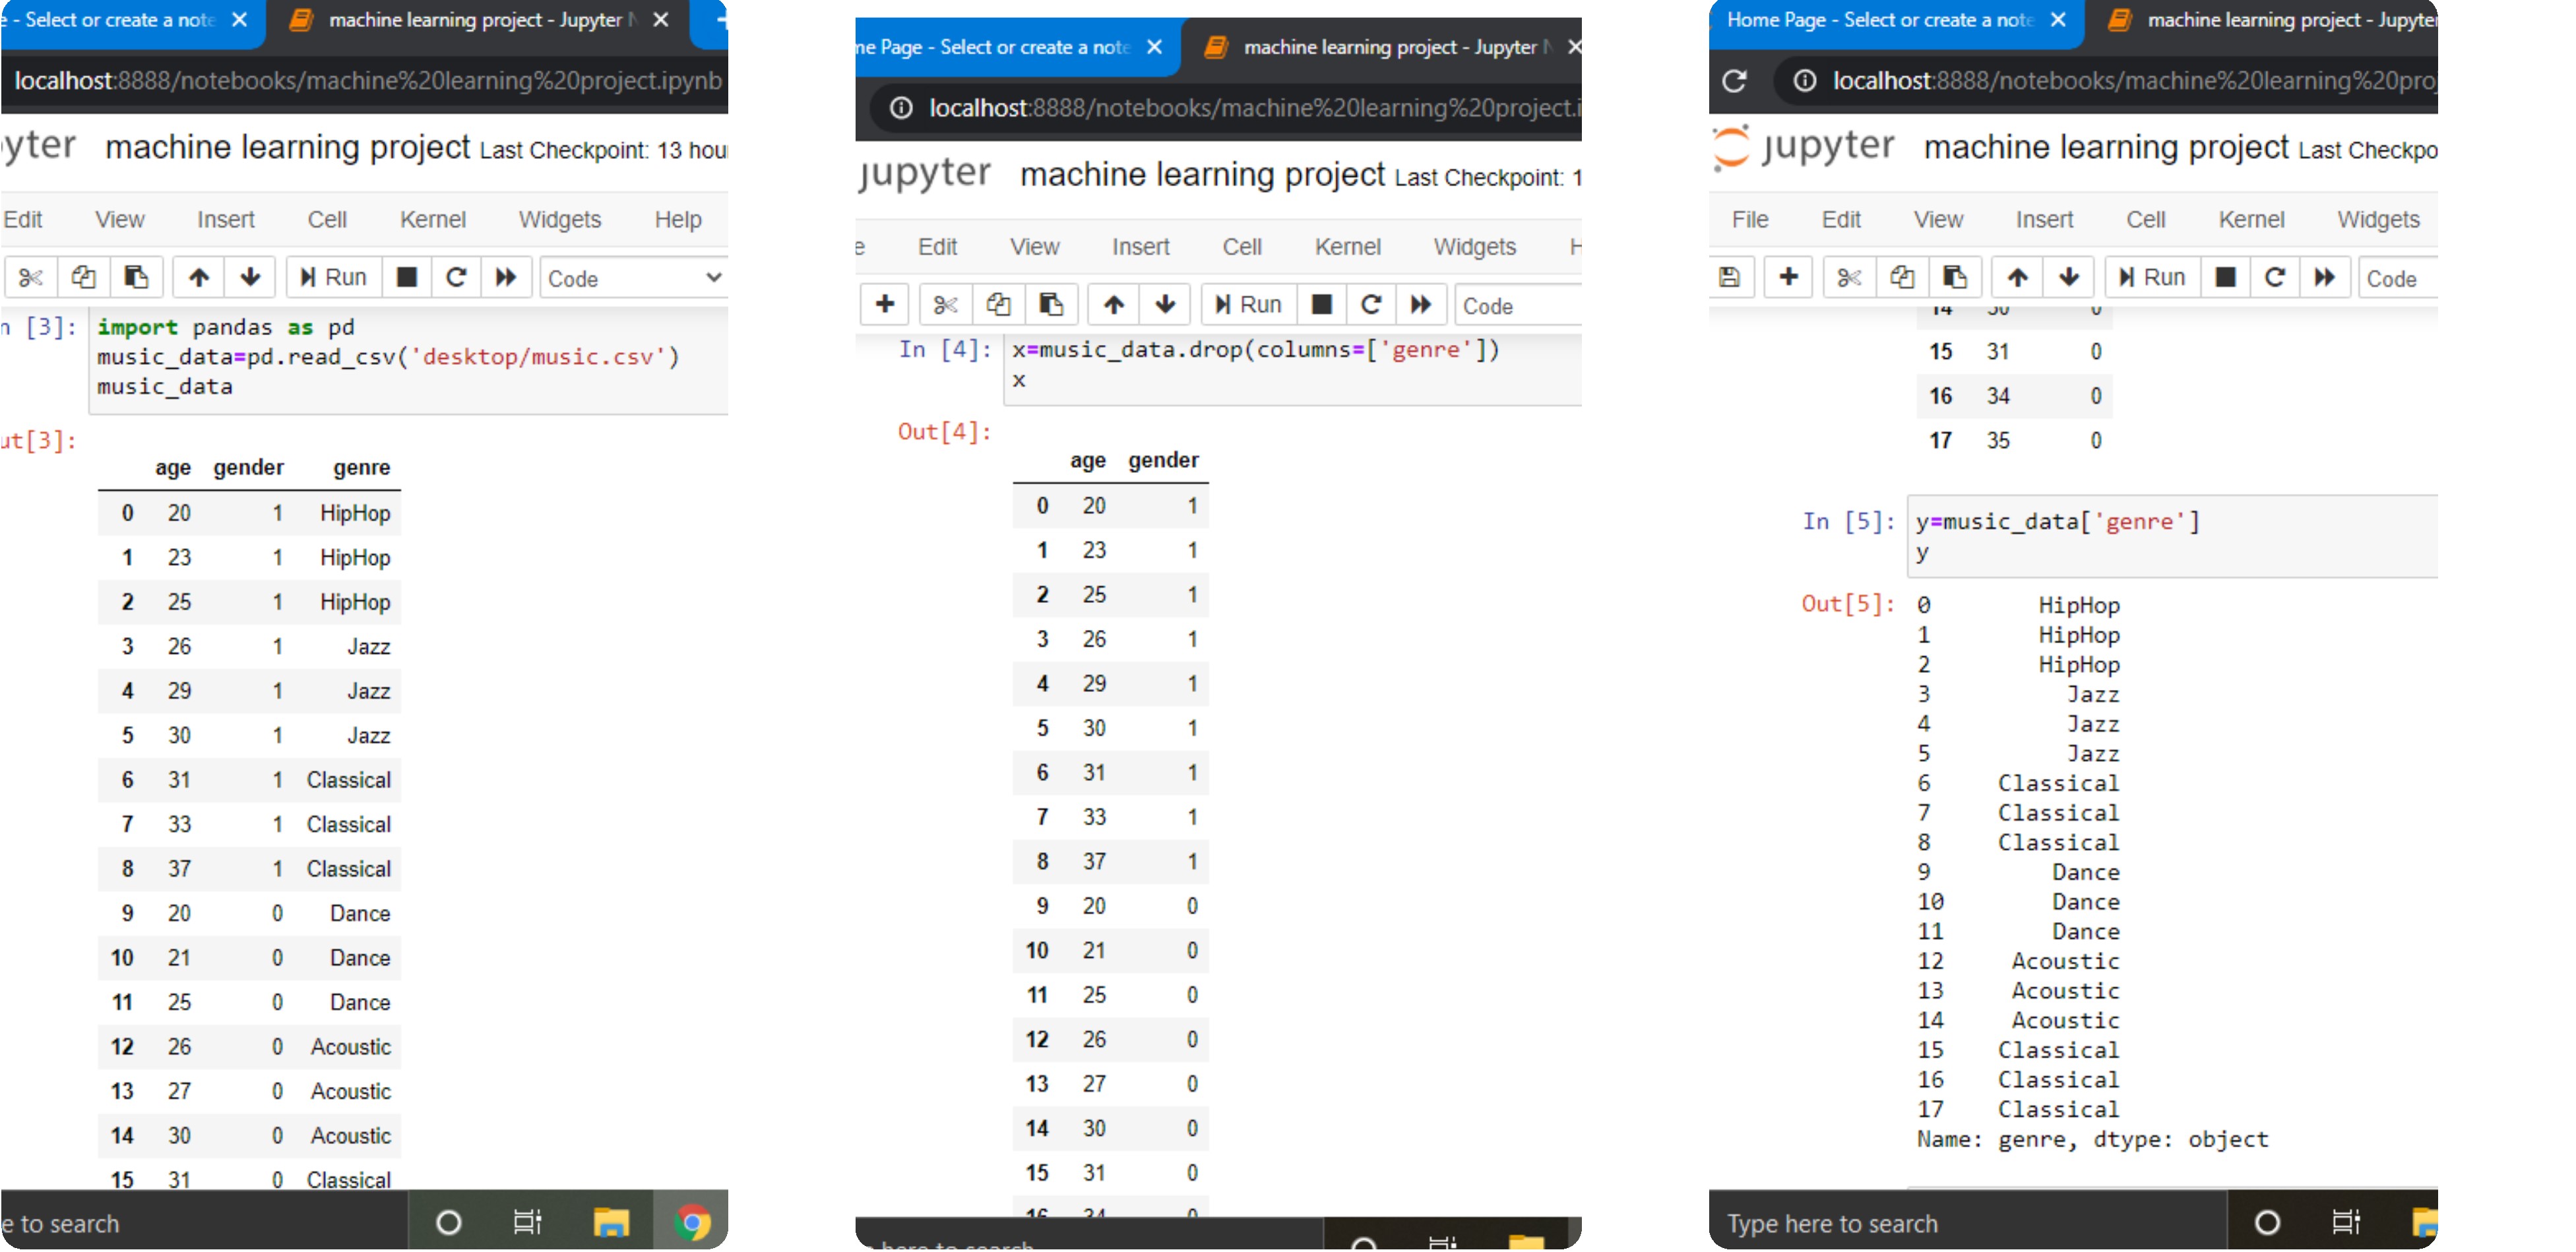 e - Select or create a note
machine learning project - Jupyter N
localhost:8888/notebooks/machine%20learning%20project.ipynb
yter machine learning project Last Checkpoint: 13 hou
Edit View Insert Cell Kernel Widgets Help
Run Code
n [3]: import pandas as pd
music_data=pd.read_csv('desktop/music.csv')
music_data
ut[3]:
age gender genre
0 20 1 HipHop
1 23 1 HipHop
2 25 1 HipHop
3 26 1 Jazz
4 29 1 Jazz
5 30 1 Jazz
6 31 1 Classical
7 33 1 Classical
8 37 1 Classical
9 20 0 Dance
10 21 0 Dance
11 25 0 Dance
12 26 0 Acoustic
13 27 0 Acoustic
14 30 0 Acoustic
15 31 0 Classical
e to search
me Page - Select or create a note
machine learning project - Jupyter N
localhost:8888/notebooks/machine%20learning%20project.i
jupyter machine learning project Last Checkpoint: 1
e Edit View Insert Cell Kernel Widgets H
Run Code
In [4]: x=music_data.drop(columns=['genre'])
x
Out[4]:
age gender
0 20 1
1 23 1
2 25 1
3 26 1
4 29 1
5 30 1
6 31 1
7 33 1
8 37 1
9 20 0
10 21 0
11 25 0
12 26 0
13 27 0
14 30 0
15 31 0
16 34 0
here to search
Home Page - Select or create a note
machine learning project - Jupyter
localhost:8888/notebooks/machine%20learning%20pro
jupyter machine learning project Last Checkpo
File Edit View Insert Cell Kernel Widgets
Run Code
14 30 0
15 31 0
16 34 0
17 35 0
In [5]: y=music_data['genre']
y
Out[5]: 0 HipHop
1 HipHop
2 HipHop
3 Jazz
4 Jazz
5 Jazz
6 Classical
7 Classical
8 Classical
9 Dance
10 Dance
11 Dance
12 Acoustic
13 Acoustic
14 Acoustic
15 Classical
16 Classical
17 Classical
Name: genre, dtype: object
Type here to search